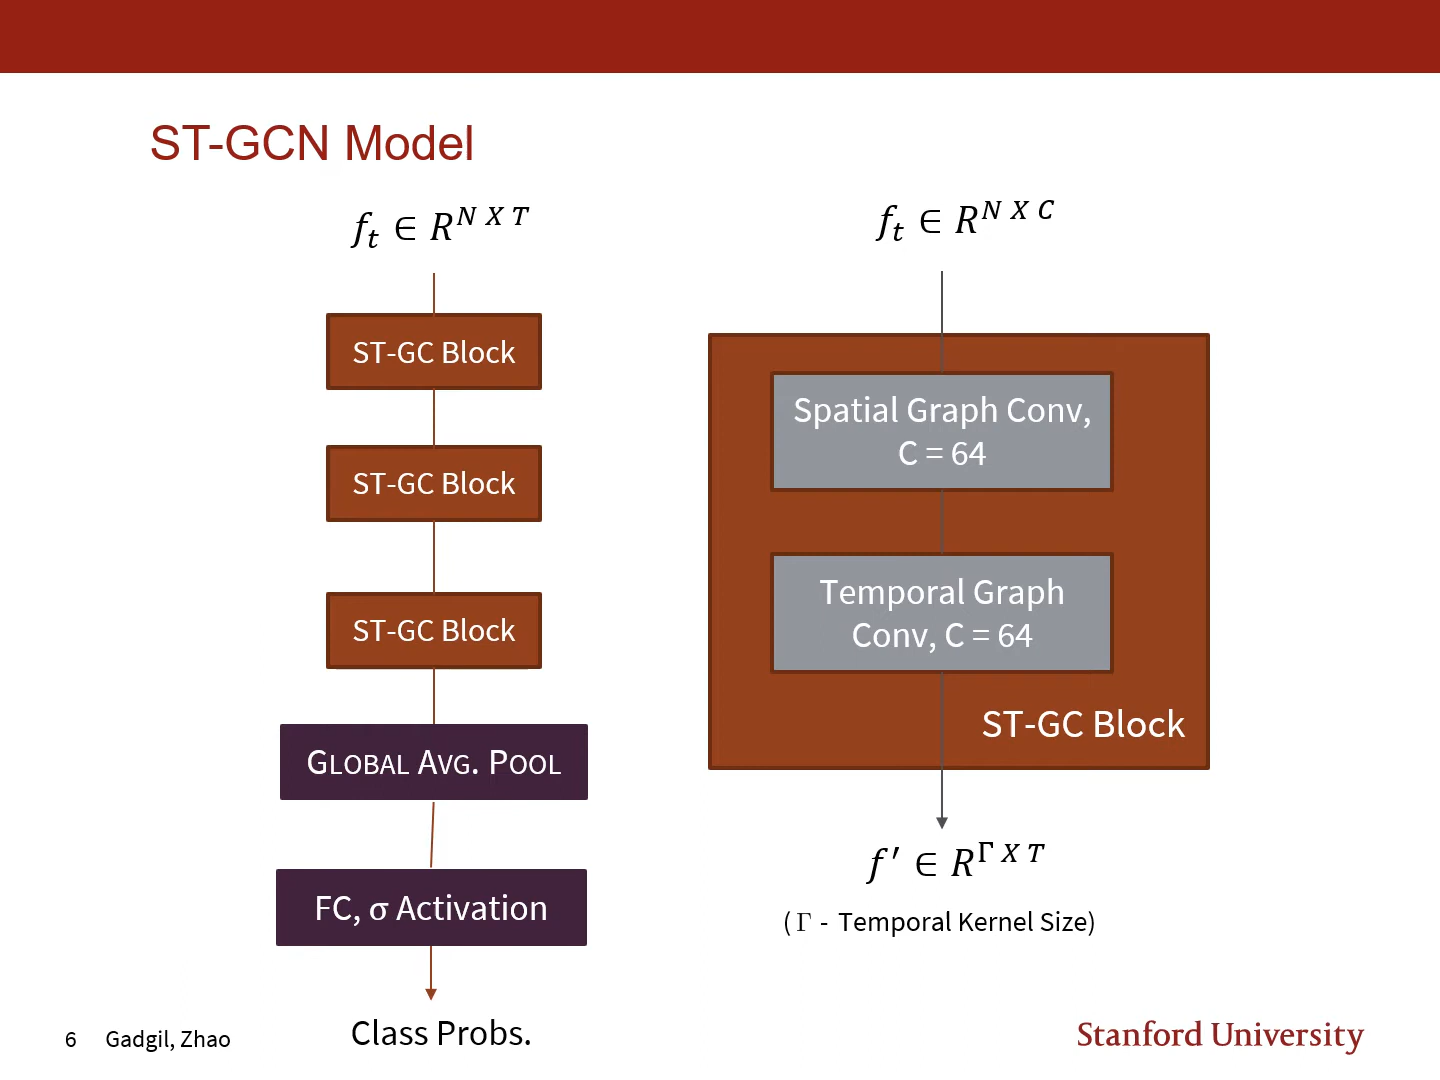 ST-GCN Model
f_t ∈ R^{N X T}
ST-GC Block
ST-GC Block
ST-GC Block
GLOBAL AVG. POOL
FC, σ Activation
Class Probs.
f_t ∈ R^{N X C}
Spatial Graph Conv,
C = 64
Temporal Graph
Conv, C = 64
ST-GC Block
f′ ∈ R^{Γ X T}
( Γ - Temporal Kernel Size)
6 Gadgil, Zhao
Stanford University